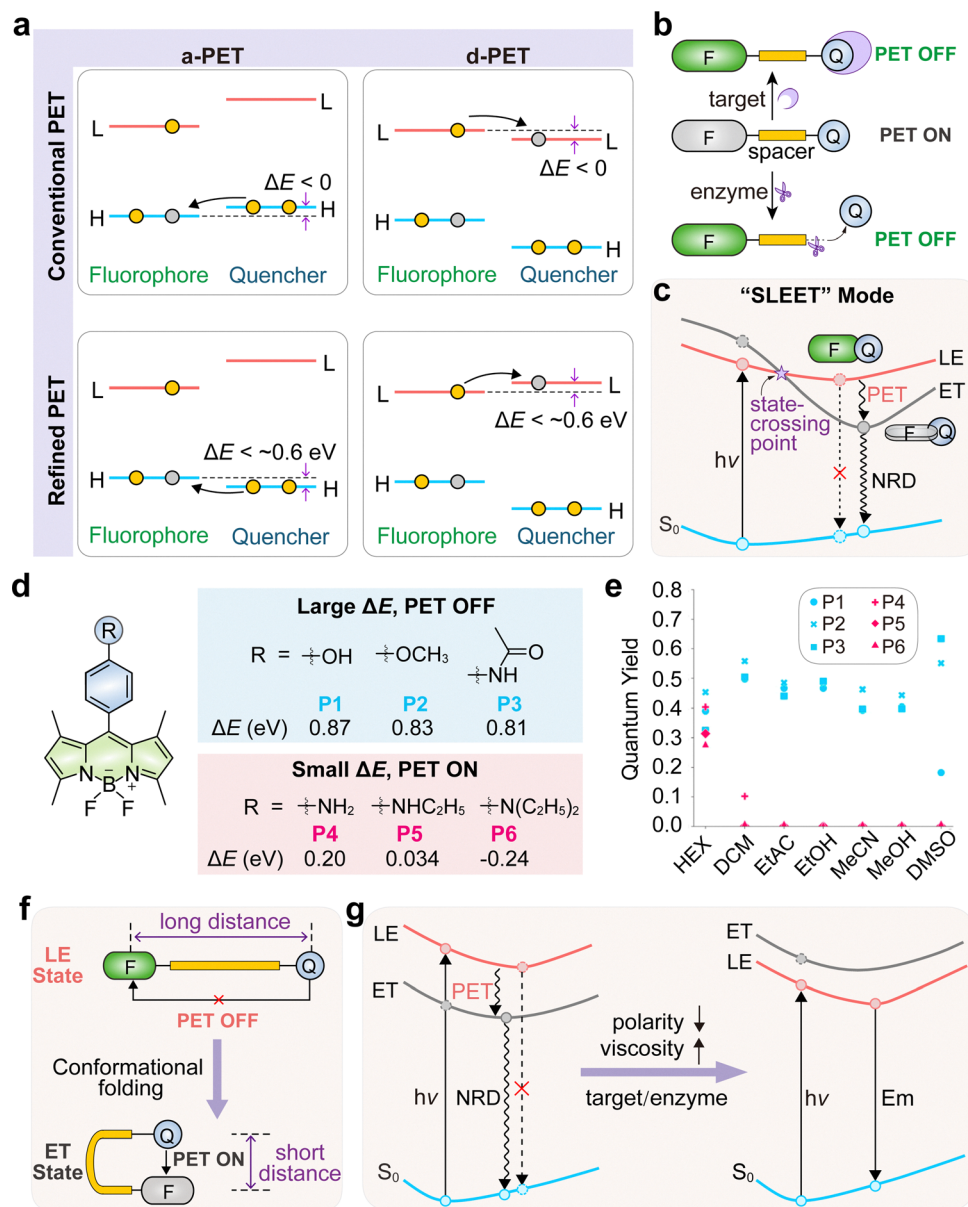 a
a-PET
d-PET
Conventional PET
L
L
ΔE < 0
H
H
Fluorophore
Quencher
L
L
ΔE < 0
H
H
Fluorophore
Quencher
Refined PET
L
L
ΔE < ~0.6 eV
H
H
Fluorophore
Quencher
L
L
ΔE < ~0.6 eV
H
H
Fluorophore
Quencher
b
F
Q
PET OFF
target
F
Q
PET ON
spacer
enzyme
Q
F
PET OFF
c
“SLEET” Mode
F
Q
LE
PET
ET
state-
crossing
point
F
Q
hν
NRD
S0
d
R
N
N
B
−
+
F
F
Large ΔE, PET OFF
R = OH OCH3 NH O
P1 P2 P3
ΔE (eV) 0.87 0.83 0.81
Small ΔE, PET ON
R = NH2 NHC2H5 N(C2H5)2
P4 P5 P6
ΔE (eV) 0.20 0.034 -0.24
e
Quantum Yield
0.8
0.7
0.6
0.5
0.4
0.3
0.2
0.1
0.0
P1 P4
P2 P5
P3 P6
HEX
DCM
EtAC
EtOH
MeCN
MeOH
DMSO
f
long distance
LE
State
F
Q
PET OFF
Conformational
folding
ET
State
Q
PET ON
F
short
distance
g
LE
PET
ET
hν
NRD
S0
polarity
viscosity
target/enzyme
ET
LE
hν
Em
S0